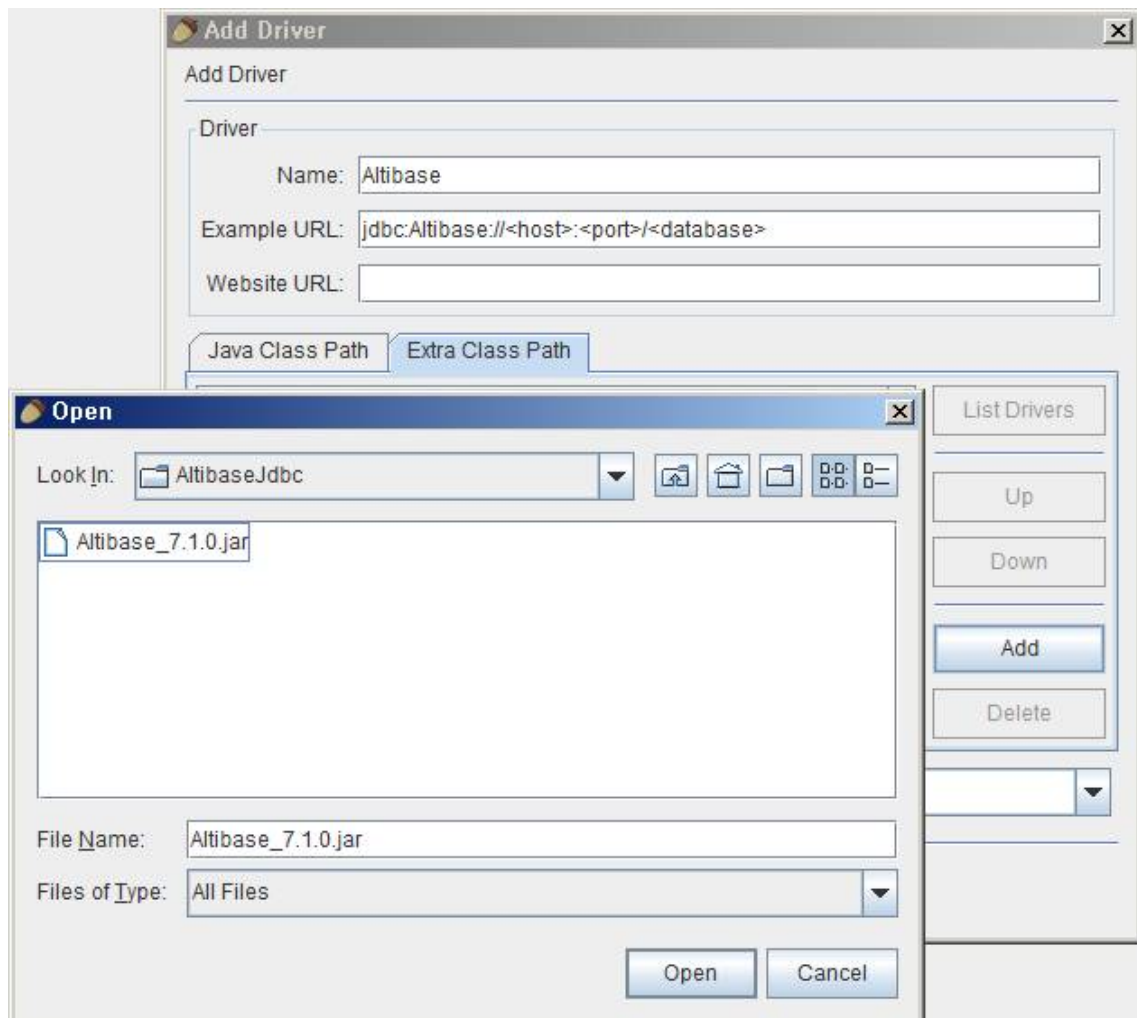 Add Driver
Add Driver
Driver
Name: Altibase
Example URL: jdbc:Altibase://<host>:<port>/<database>
Website URL:
Java Class Path Extra Class Path
List Drivers
Up
Down
Add
Delete
Open
Look In: AltibaseJdbc
Altibase_7.1.0.jar
File Name: Altibase_7.1.0.jar
Files of Type: All Files
Open Cancel